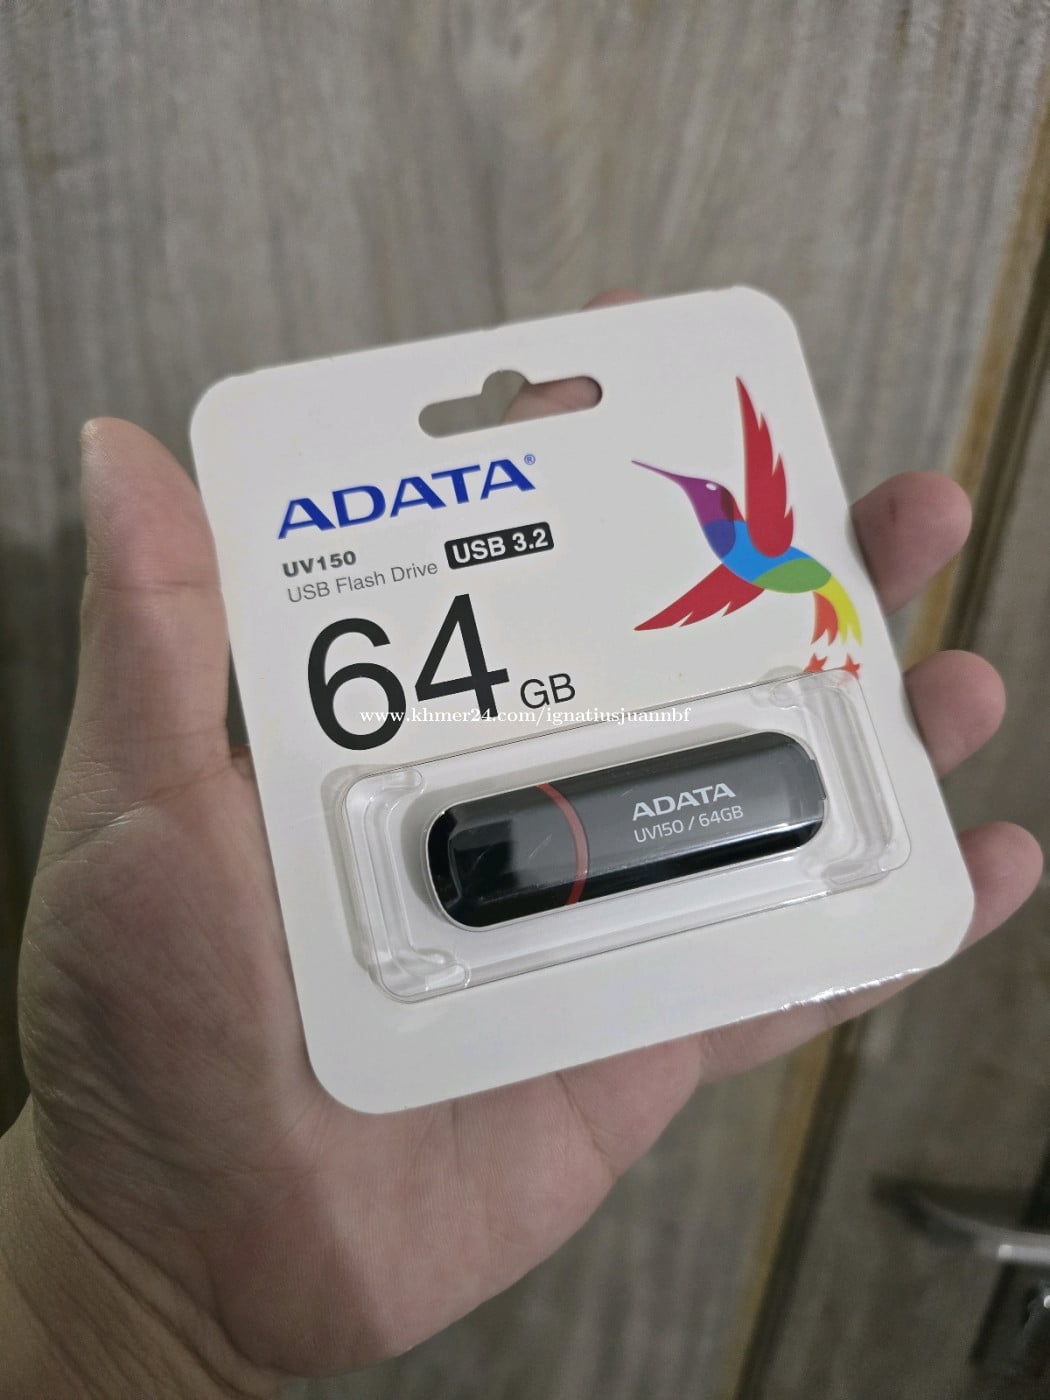 ADATA®
UV150
USB Flash Drive USB 3.2
64 GB
www.khmer24.com/ignatiusjuannbf
ADATA
UV150 / 64GB